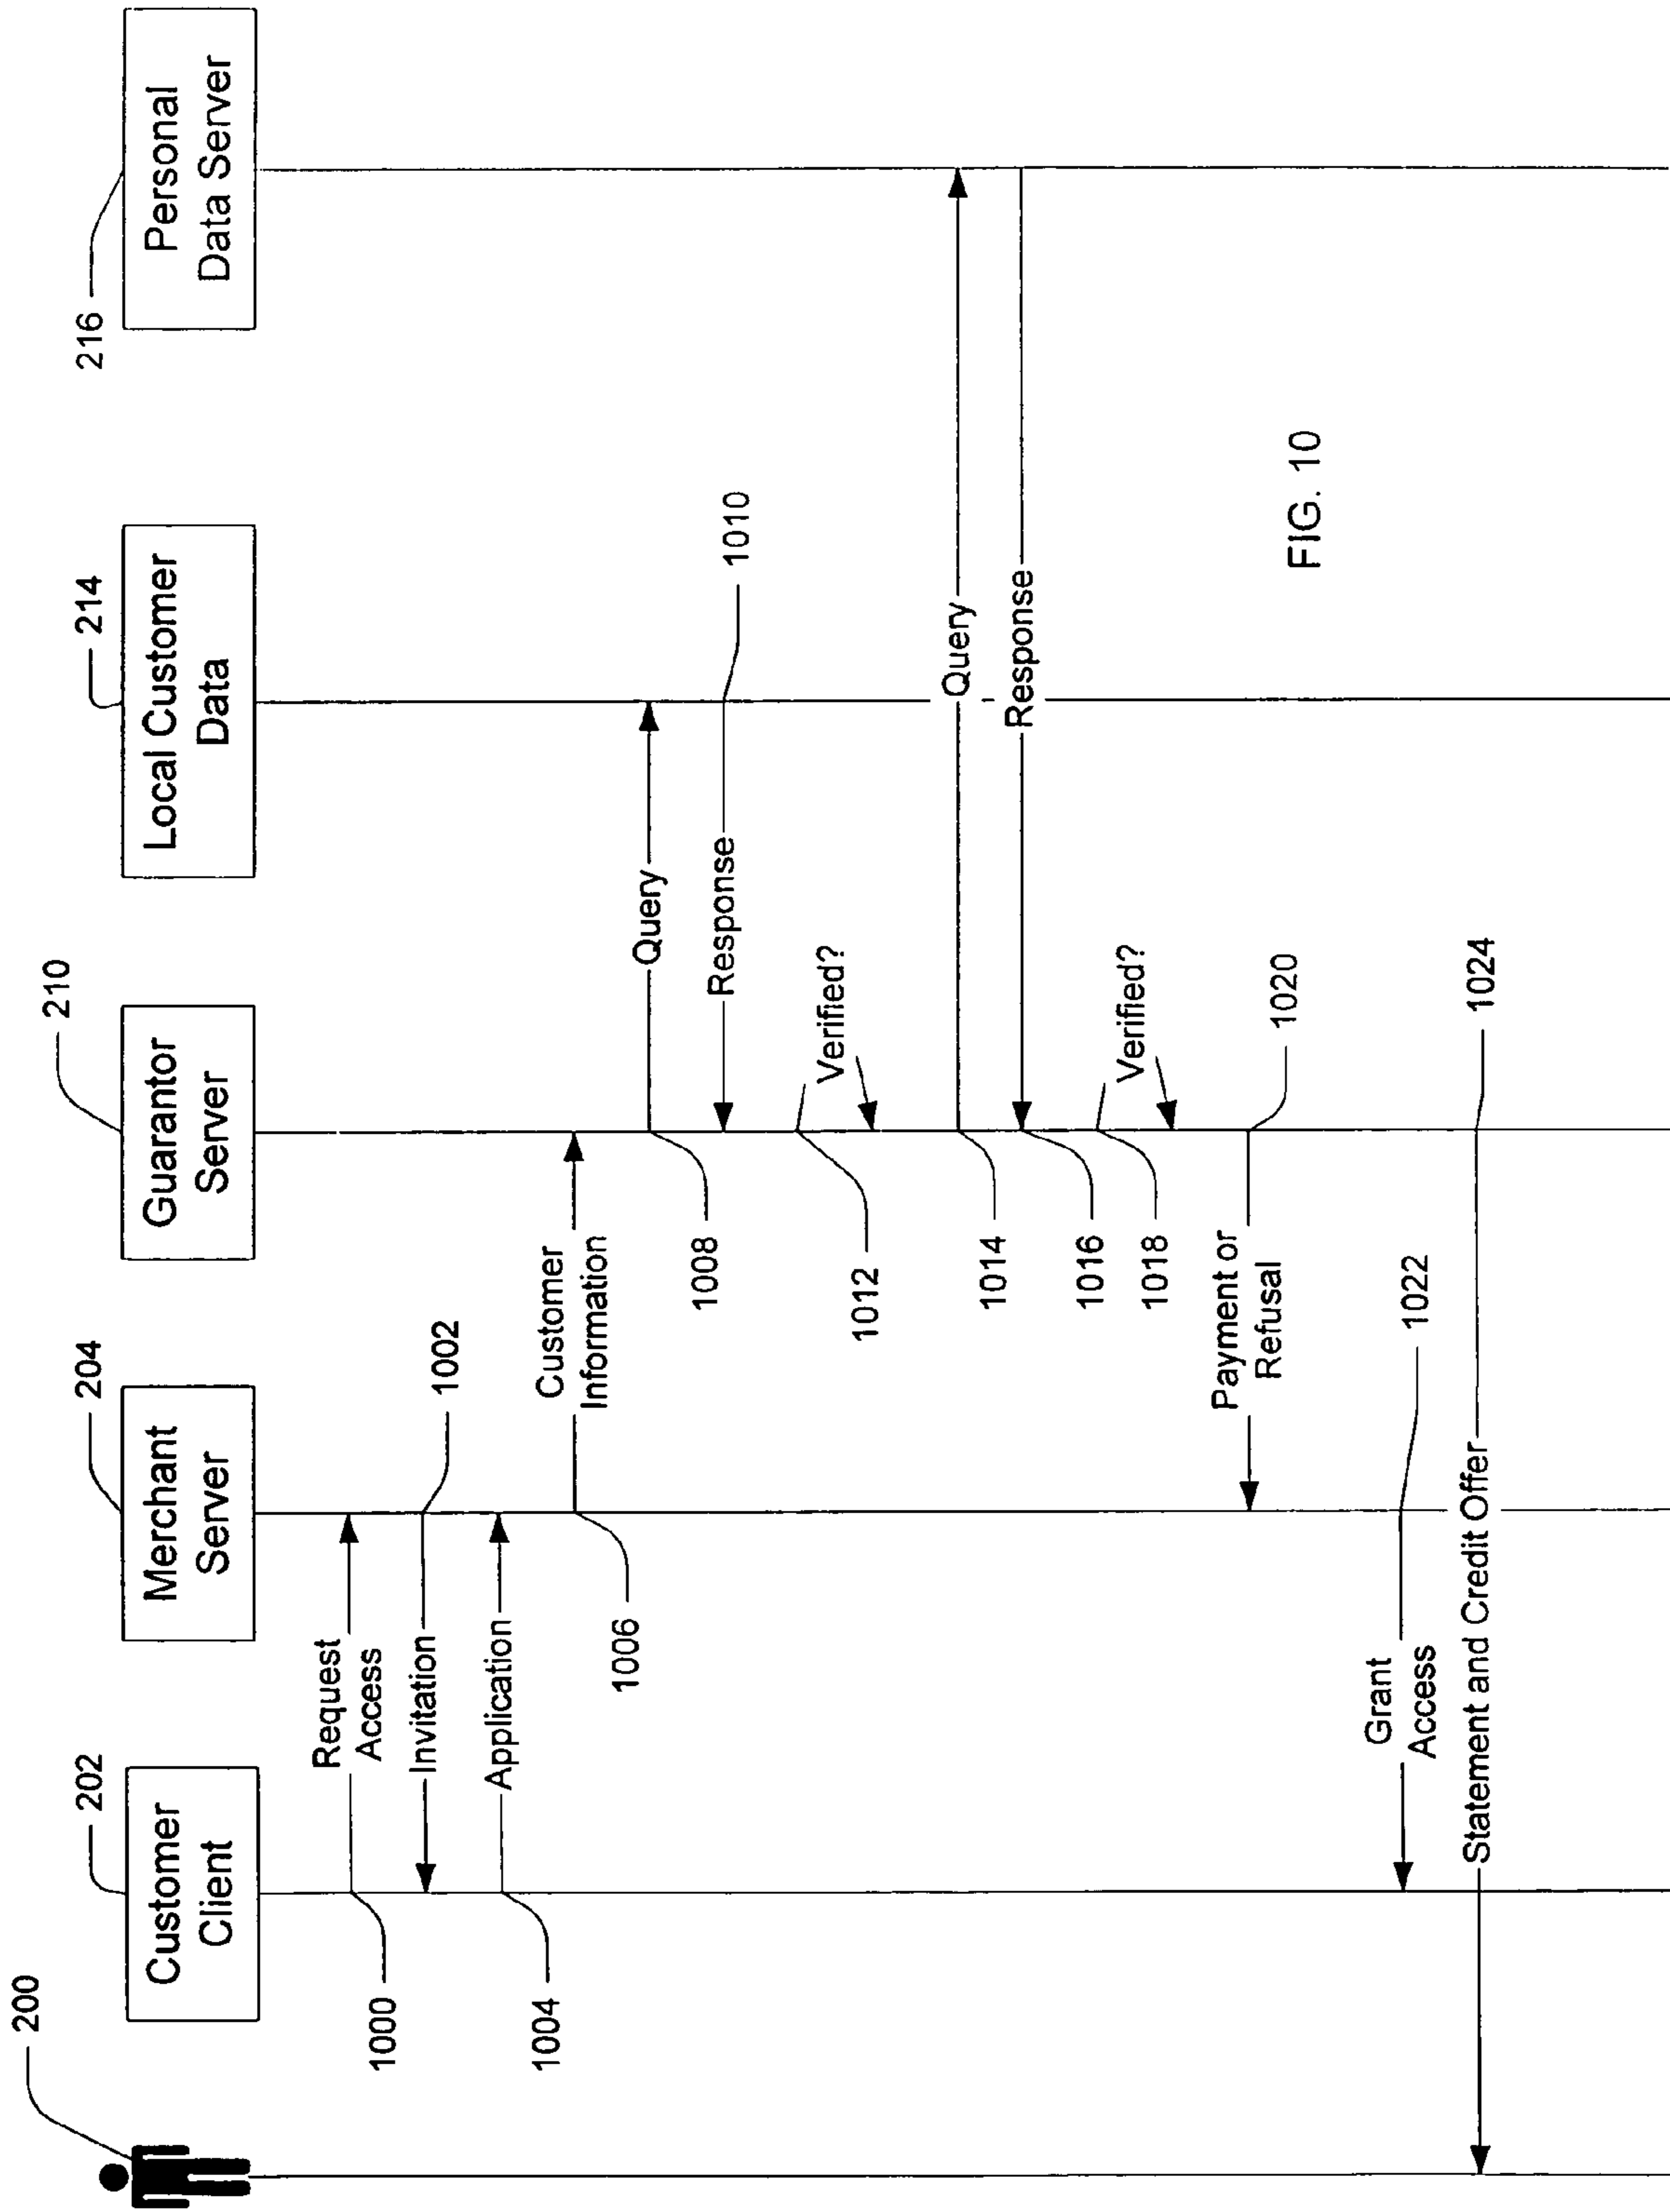 200
202
204
210
214
216
Customer
Client
Merchant
Server
Guarantor
Server
Local Customer
Data
Personal
Data Server
Request
Access
1000
Invitation
1002
Application
1004
Customer
Information
1006
Query
1008
Response
1010
Verified?
1012
Query
1014
Response
1016
Verified?
1018
Payment or
Refusal
1020
Grant
Access
1022
Statement and Credit Offer
1024
FIG. 10